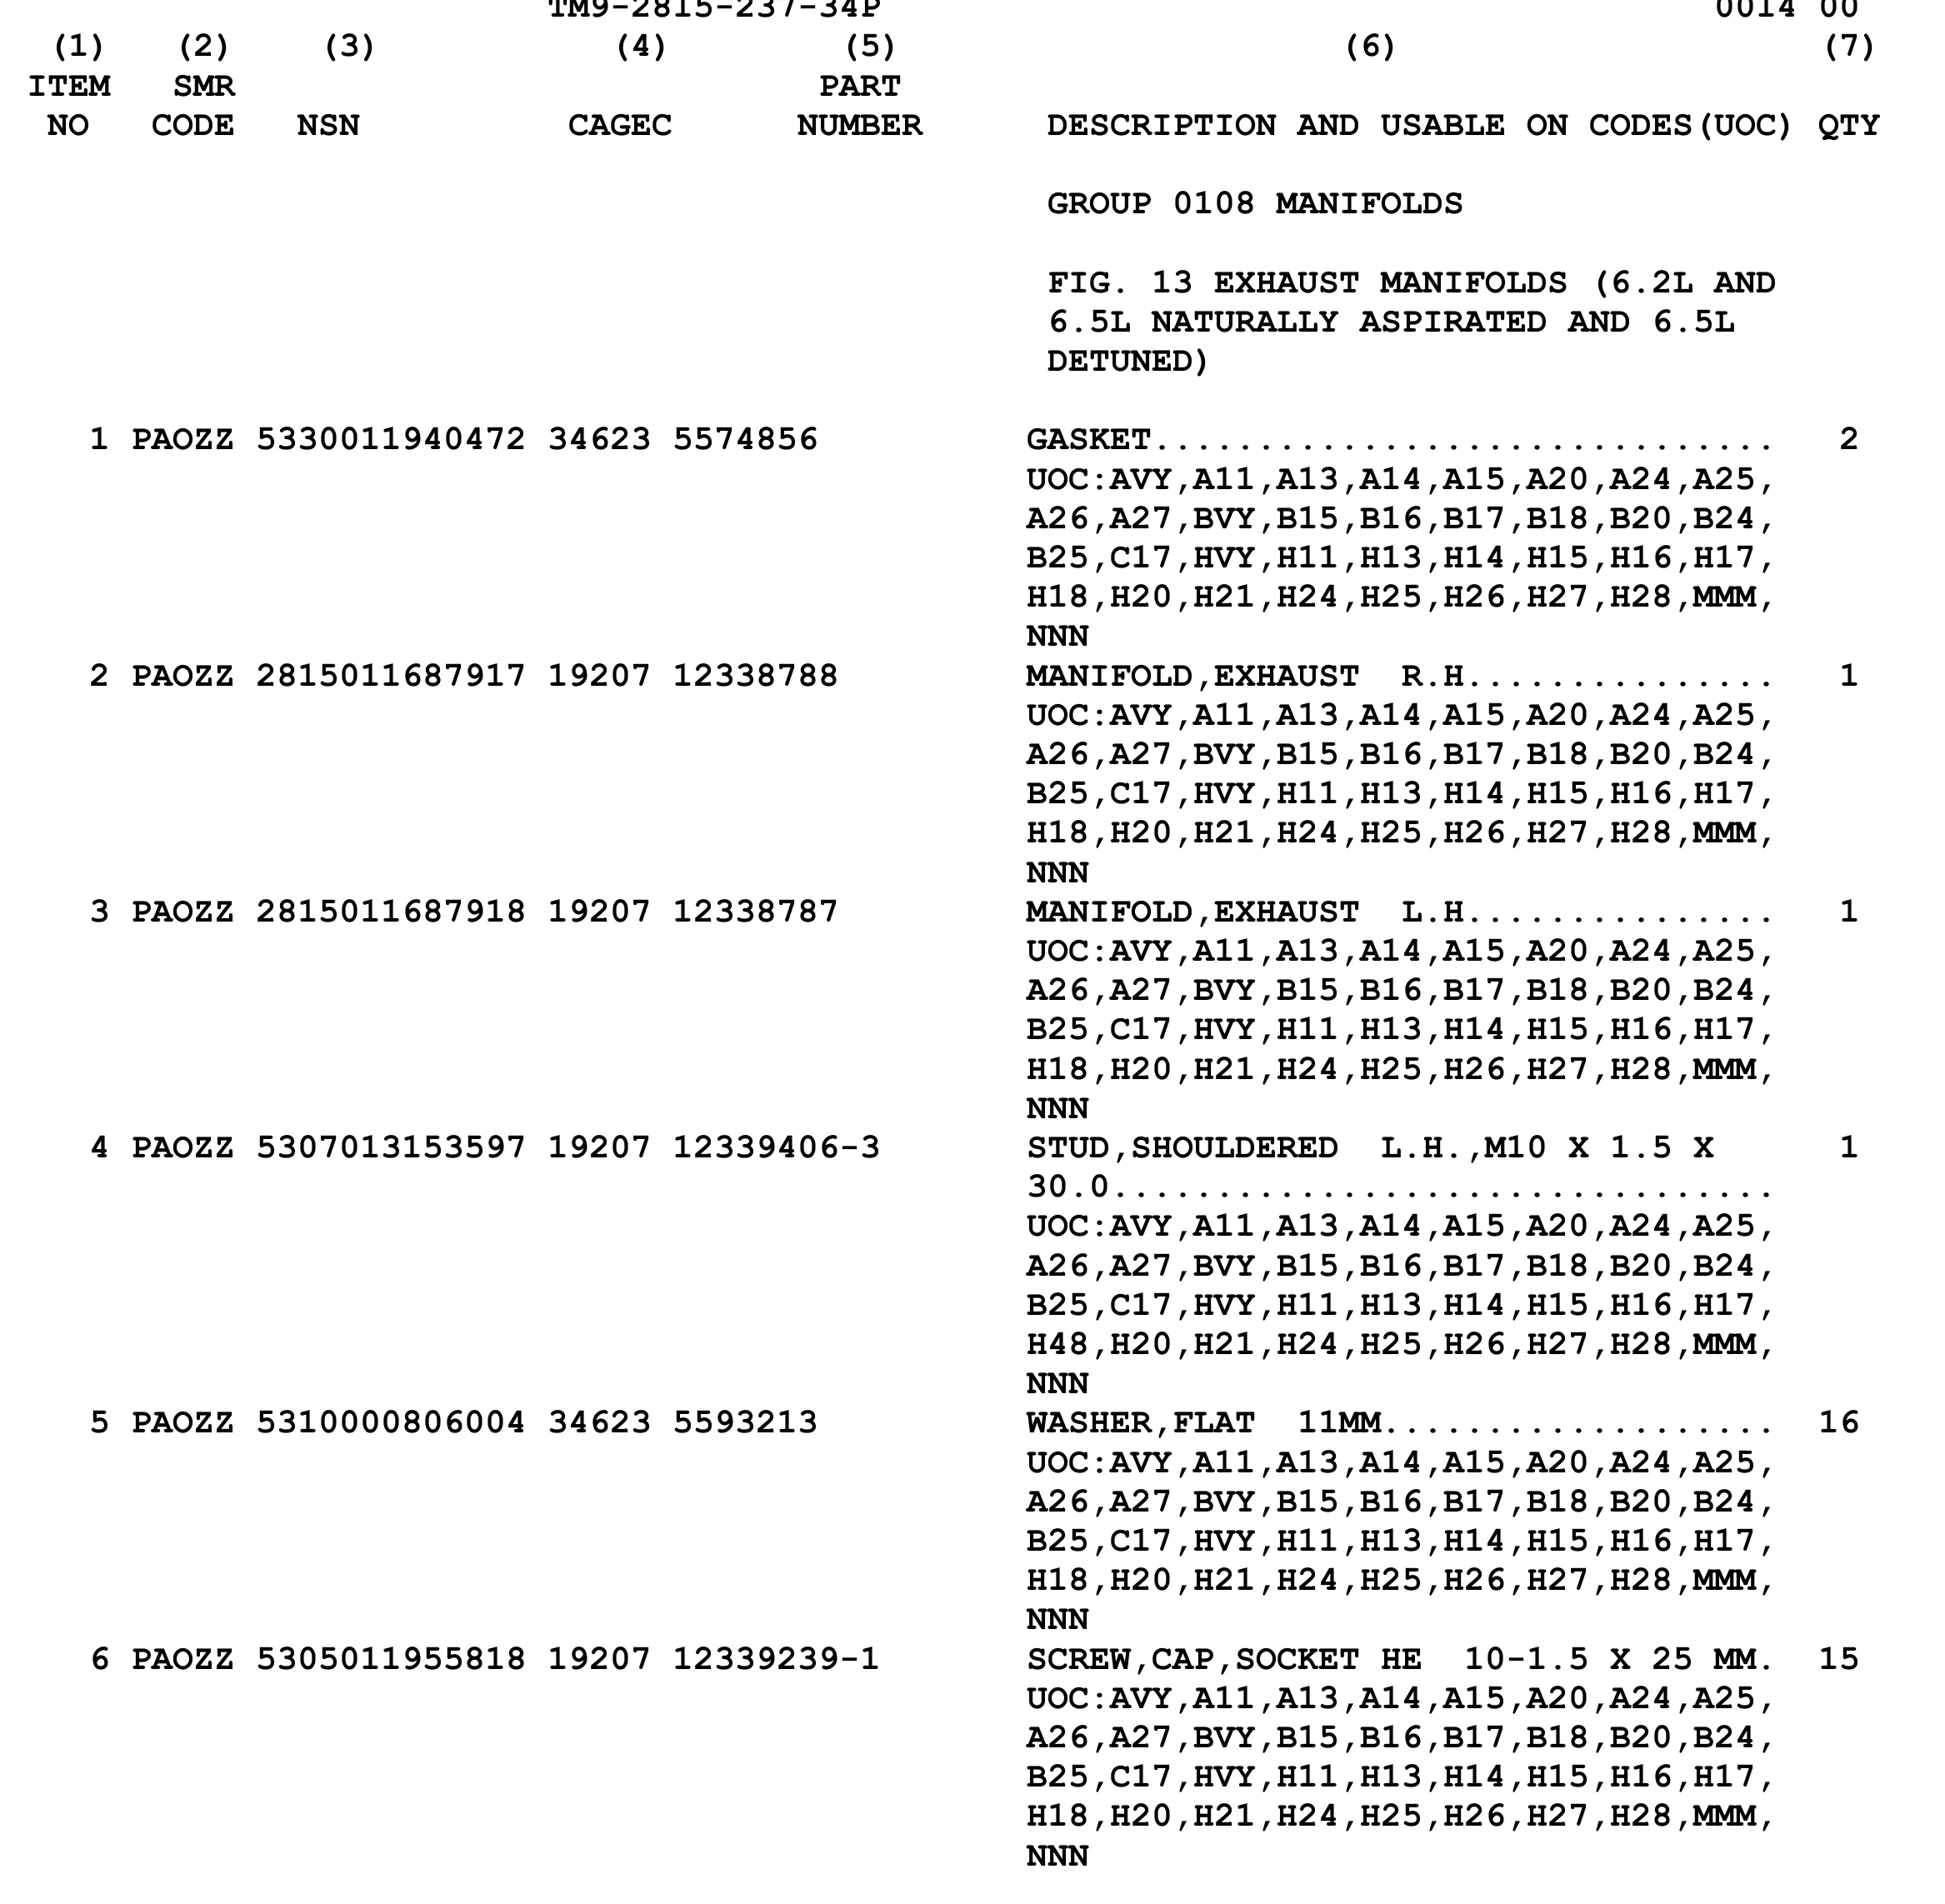 TM9-2815-237-34P 0014 00
(1) (2) (3) (4) (5) (6) (7)
ITEM SMR PART
NO CODE NSN CAGEC NUMBER DESCRIPTION AND USABLE ON CODES(UOC) QTY
GROUP 0108 MANIFOLDS
FIG. 13 EXHAUST MANIFOLDS (6.2L AND
6.5L NATURALLY ASPIRATED AND 6.5L
DETUNED)
1 PAOZZ 5330011940472 34623 5574856 GASKET.............................. 2
UOC:AVY,A11,A13,A14,A15,A20,A24,A25,
A26,A27,BVY,B15,B16,B17,B18,B20,B24,
B25,C17,HVY,H11,H13,H14,H15,H16,H17,
H18,H20,H21,H24,H25,H26,H27,H28,MMM,
NNN
2 PAOZZ 2815011687917 19207 12338788 MANIFOLD,EXHAUST R.H............... 1
UOC:AVY,A11,A13,A14,A15,A20,A24,A25,
A26,A27,BVY,B15,B16,B17,B18,B20,B24,
B25,C17,HVY,H11,H13,H14,H15,H16,H17,
H18,H20,H21,H24,H25,H26,H27,H28,MMM,
NNN
3 PAOZZ 2815011687918 19207 12338787 MANIFOLD,EXHAUST L.H............... 1
UOC:AVY,A11,A13,A14,A15,A20,A24,A25,
A26,A27,BVY,B15,B16,B17,B18,B20,B24,
B25,C17,HVY,H11,H13,H14,H15,H16,H17,
H18,H20,H21,H24,H25,H26,H27,H28,MMM,
NNN
4 PAOZZ 5307013153597 19207 12339406-3 STUD,SHOULDERED L.H.,M10 X 1.5 X 1
30.0................................
UOC:AVY,A11,A13,A14,A15,A20,A24,A25,
A26,A27,BVY,B15,B16,B17,B18,B20,B24,
B25,C17,HVY,H11,H13,H14,H15,H16,H17,
H48,H20,H21,H24,H25,H26,H27,H28,MMM,
NNN
5 PAOZZ 5310000806004 34623 5593213 WASHER,FLAT 11MM................... 16
UOC:AVY,A11,A13,A14,A15,A20,A24,A25,
A26,A27,BVY,B15,B16,B17,B18,B20,B24,
B25,C17,HVY,H11,H13,H14,H15,H16,H17,
H18,H20,H21,H24,H25,H26,H27,H28,MMM,
NNN
6 PAOZZ 5305011955818 19207 12339239-1 SCREW,CAP,SOCKET HE 10-1.5 X 25 MM. 15
UOC:AVY,A11,A13,A14,A15,A20,A24,A25,
A26,A27,BVY,B15,B16,B17,B18,B20,B24,
B25,C17,HVY,H11,H13,H14,H15,H16,H17,
H18,H20,H21,H24,H25,H26,H27,H28,MMM,
NNN